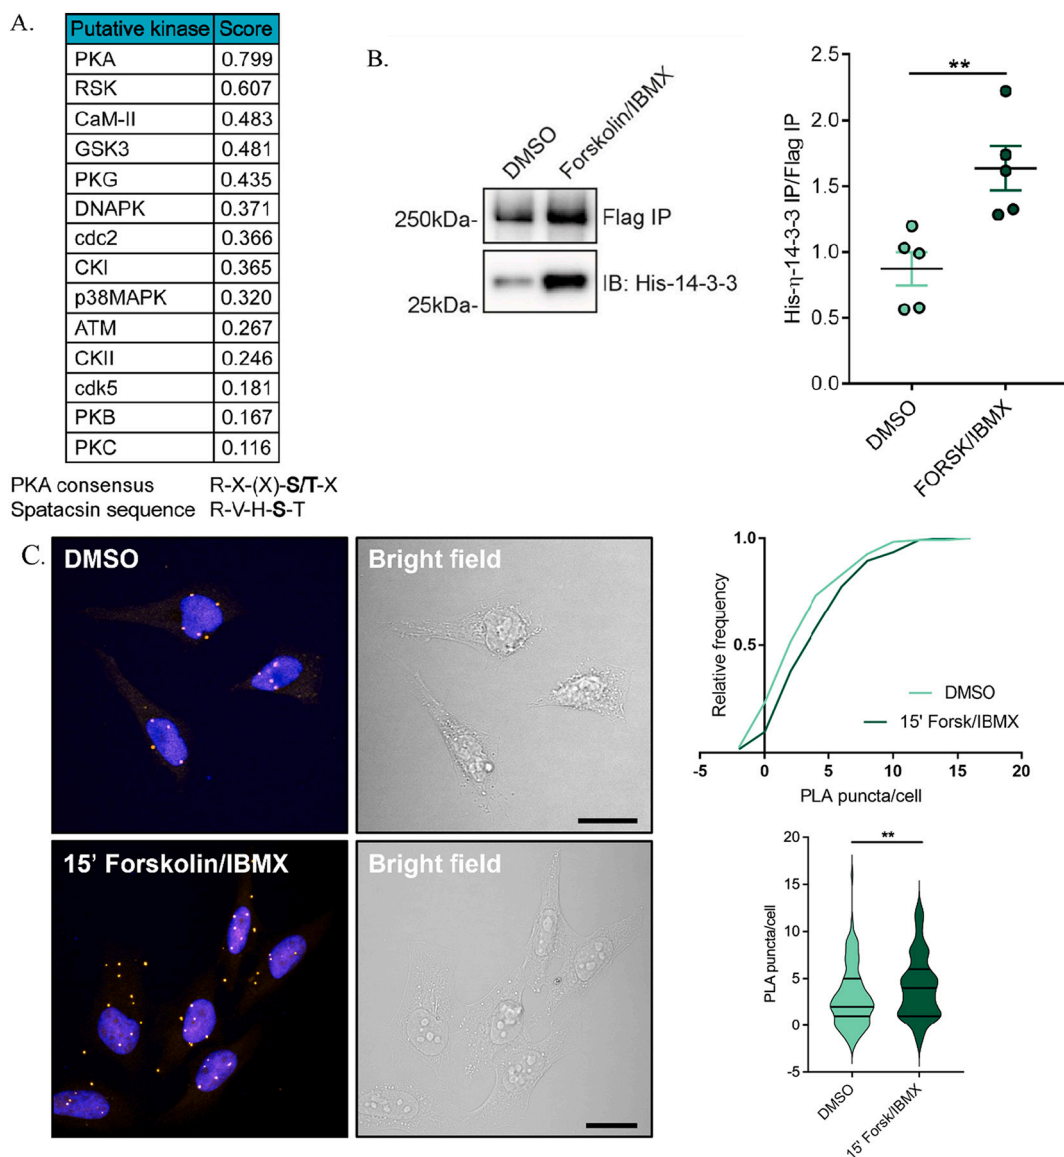 A.
Putative kinase Score
PKA 0.799
RSK 0.607
CaM-II 0.483
GSK3 0.481
PKG 0.435
DNAPK 0.371
cdc2 0.366
CKI 0.365
p38MAPK 0.320
ATM 0.267
CKII 0.246
cdk5 0.181
PKB 0.167
PKC 0.116
PKA consensus R-X-(X)-S/T-X
Spatacsin sequence R-V-H-S-T
B.
DMSO
Forskolin/IBMX
250kDa-
Flag IP
25kDa-
IB: His-14-3-3
His-η-14-3-3 IP/Flag IP
2.5
2.0
1.5
1.0
0.5
0.0
**
DMSO
FORSK/IBMX
C.
DMSO
Bright field
15' Forskolin/IBMX
Bright field
Relative frequency
1.0
0.5
DMSO
15' Forsk/IBMX
-5 0 5 10 15 20
PLA puncta/cell
PLA puncta/cell
20
15
10
5
0
-5
**
DMSO
15' Forsk/IBMX